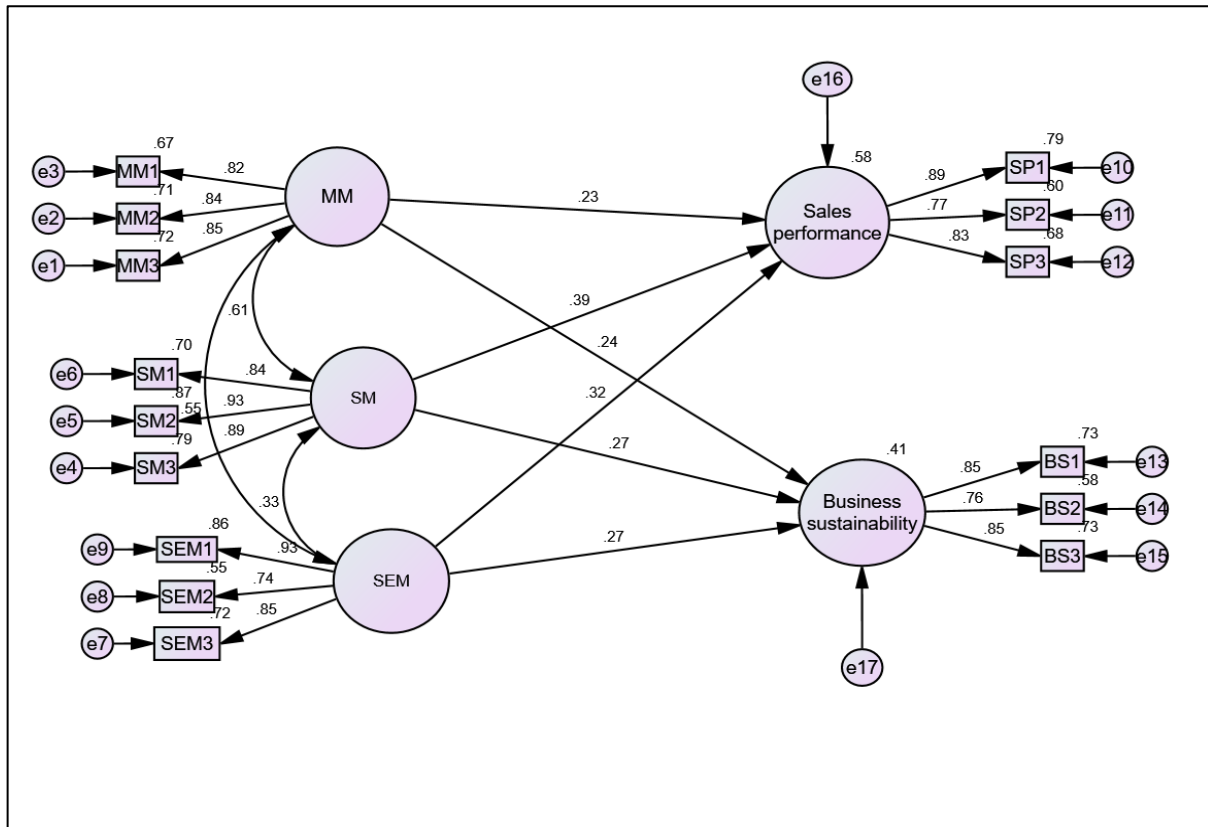 e16
.67
.79
.58
e3
MM1
.82
SP1
e10
.89
.71
.60
MM
e2
MM2
.84
.23
Sales
performance
.77
SP2
e11
.72
.68
e1
MM3
.85
.83
SP3
e12
.61
.39
.70
.24
e6
SM1
.84
.87
.32
SM
.55
e5
SM2
.93
.79
.89
.73
e4
SM3
.27
.41
.85
BS1
e13
.58
.33
Business
sustainability
.76
BS2
e14
.86
.73
e9
SEM1
.93
.27
.85
BS3
e15
.55
SEM
e8
SEM2
.74
.72
.85
e7
SEM3
e17